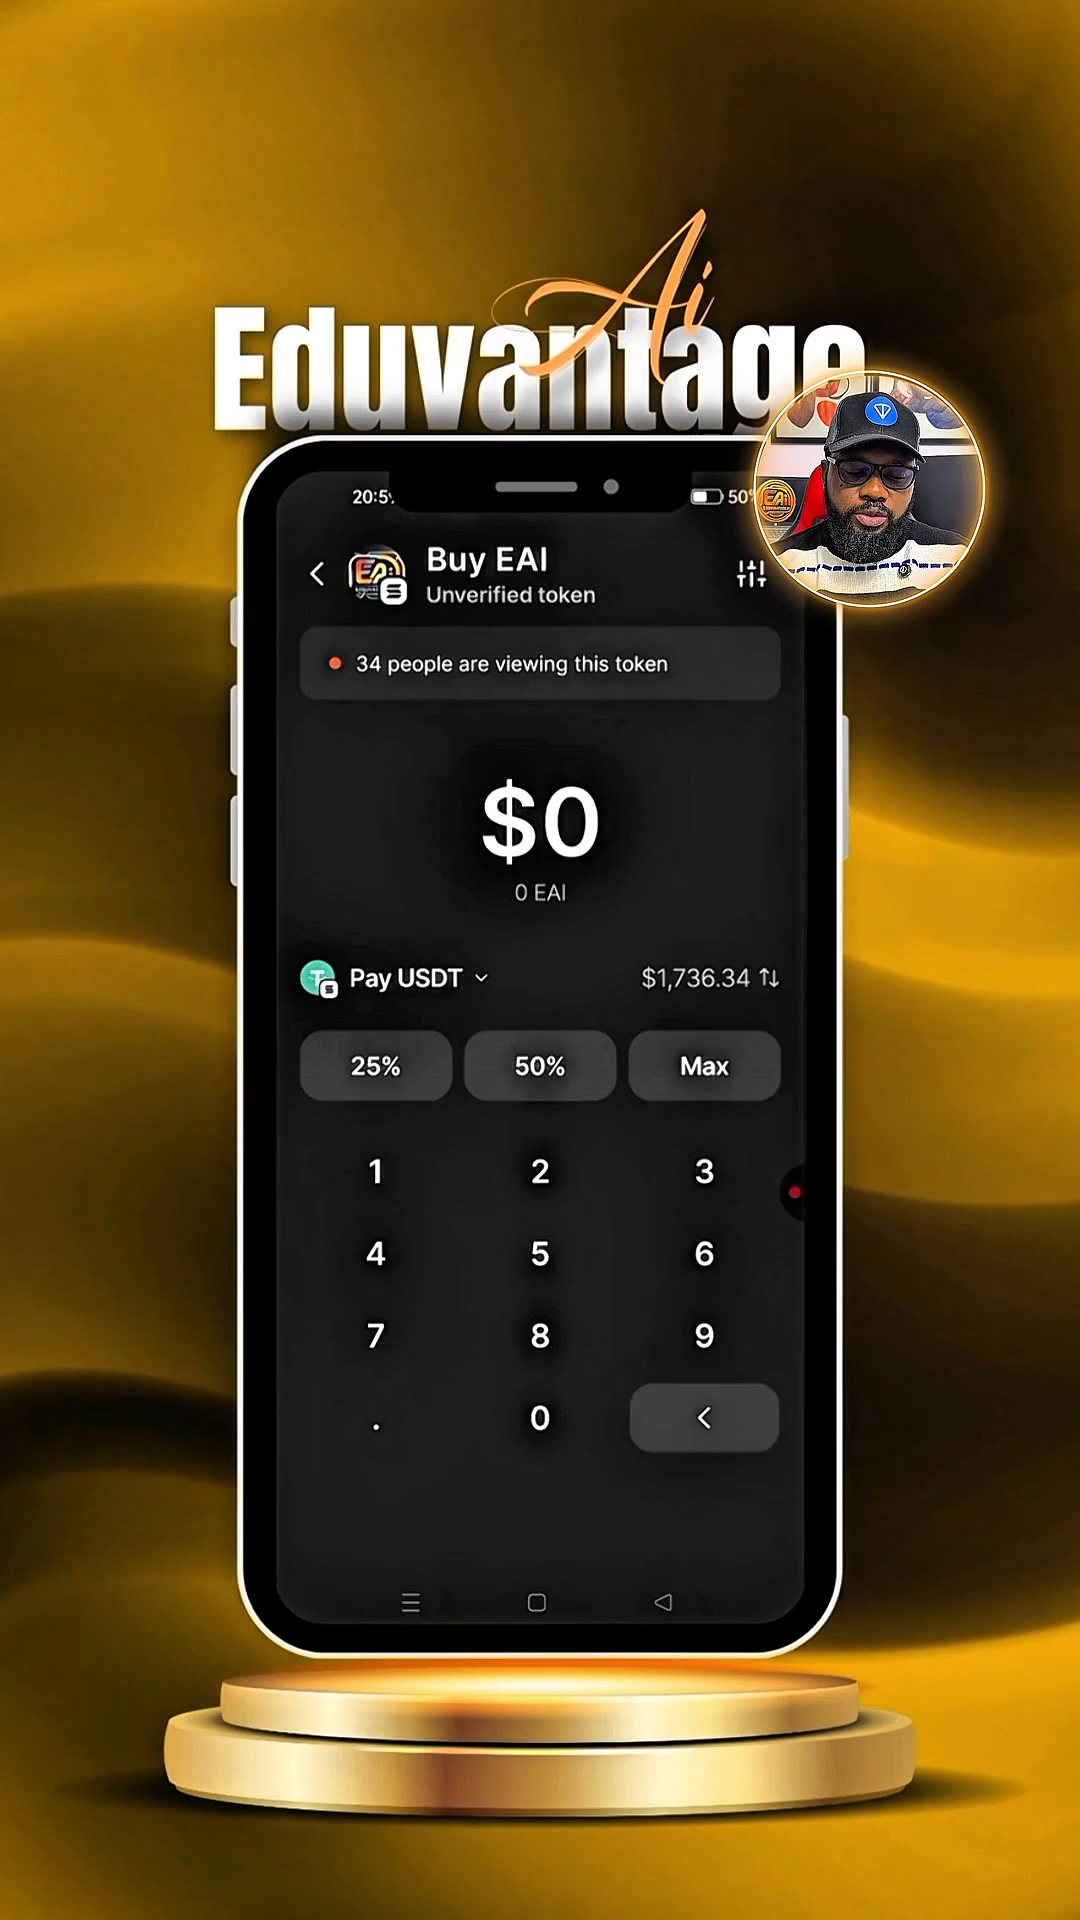 Ai
Eduvantage
20:5
50%
Buy EAI
Unverified token
34 people are viewing this token
$0
0 EAI
Pay USDT
$1,736.34
25%
50%
Max
1 2 3
4 5 6
7 8 9
. 0
EAi